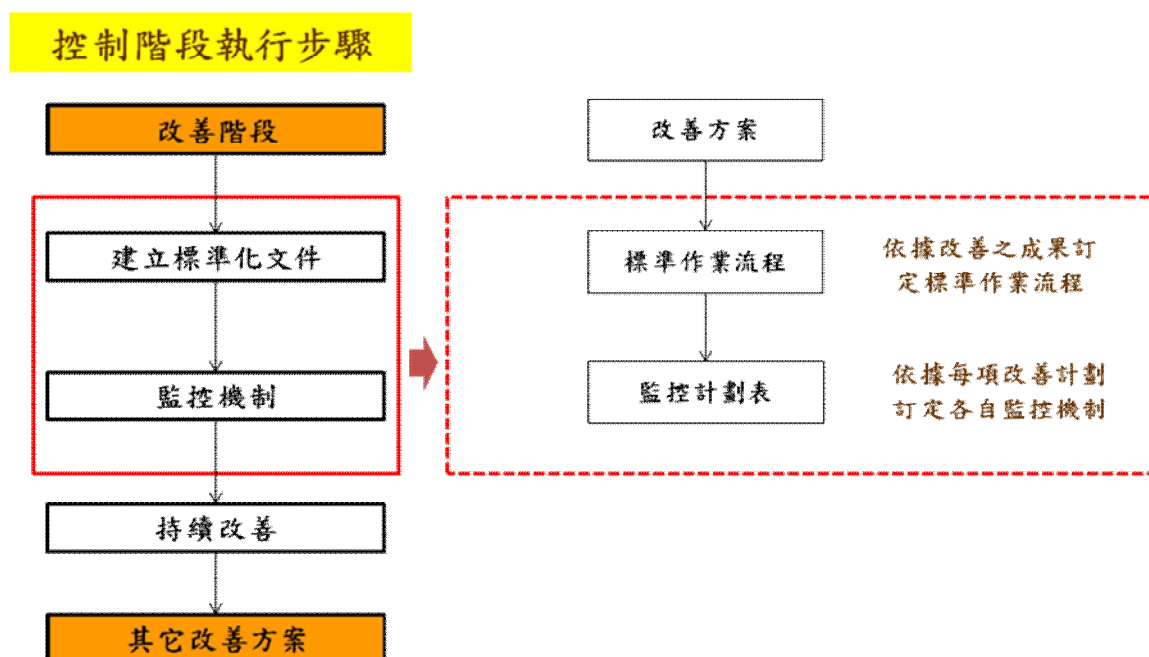 控制階段執行步驟
改善階段
建立標準化文件
監控機制
持續改善
其它改善方案
改善方案
標準作業流程
依據改善之成果訂
定標準作業流程
監控計劃表
依據每項改善計劃
訂定各自監控機制